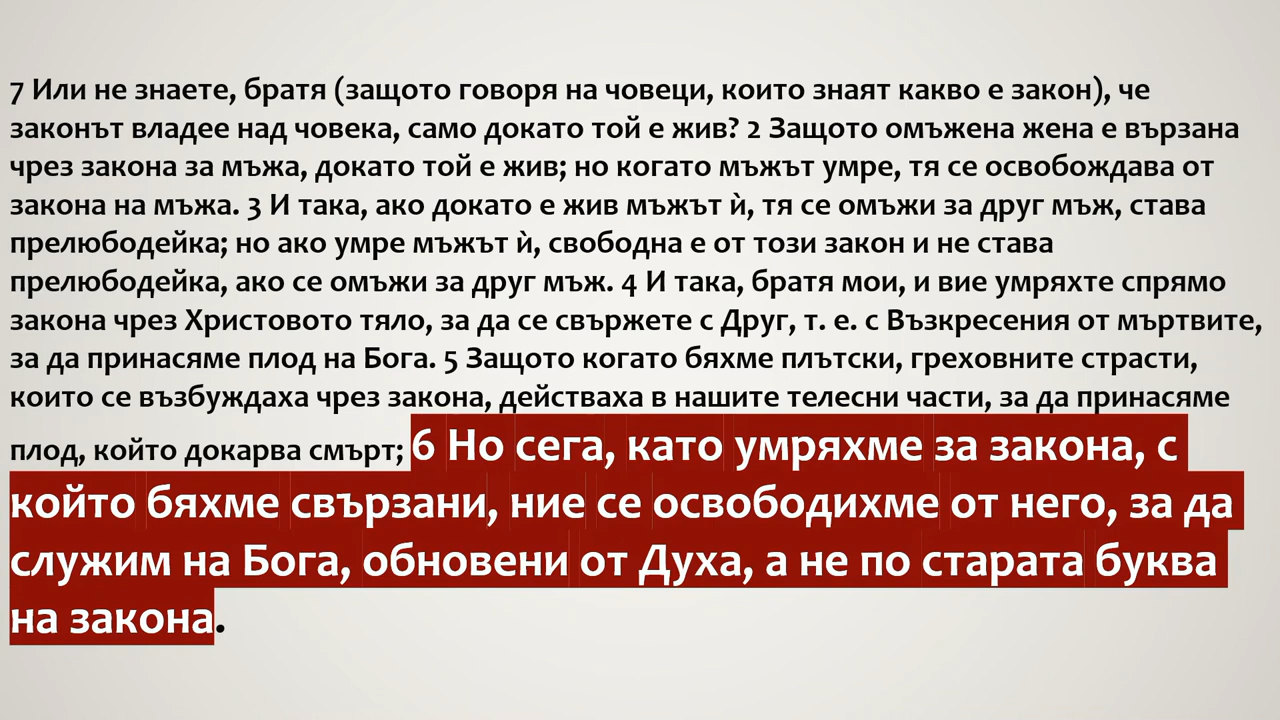 7 Или не знаете, братя (защото говоря на човеци, които знаят какво е закон), че
законът владее над човека, само докато той е жив? 2 Защото омъжена жена е вързана
чрез закона за мъжа, докато той е жив; но когато мъжът умре, тя се освобождава от
закона на мъжа. 3 И така, ако докато е жив мъжът ѝ, тя се омъжи за друг мъж, става
прелюбодейка; но ако умре мъжът ѝ, свободна е от този закон и не става
прелюбодейка, ако се омъжи за друг мъж. 4 И така, братя мои, и вие умряхте спрямо
закона чрез Христовото тяло, за да се свържете с Друг, т. е. с Възкресения от мъртвите,
за да принасяме плод на Бога. 5 Защото когато бяхме плътски, греховните страсти,
които се възбуждаха чрез закона, действаха в нашите телесни части, за да принасяме
плод, който докарва смърт; 6 Но сега, като умряхме за закона, с
който бяхме свързани, ние се освободихме от него, за да
служим на Бога, обновени от Духа, а не по старата буква
на закона.